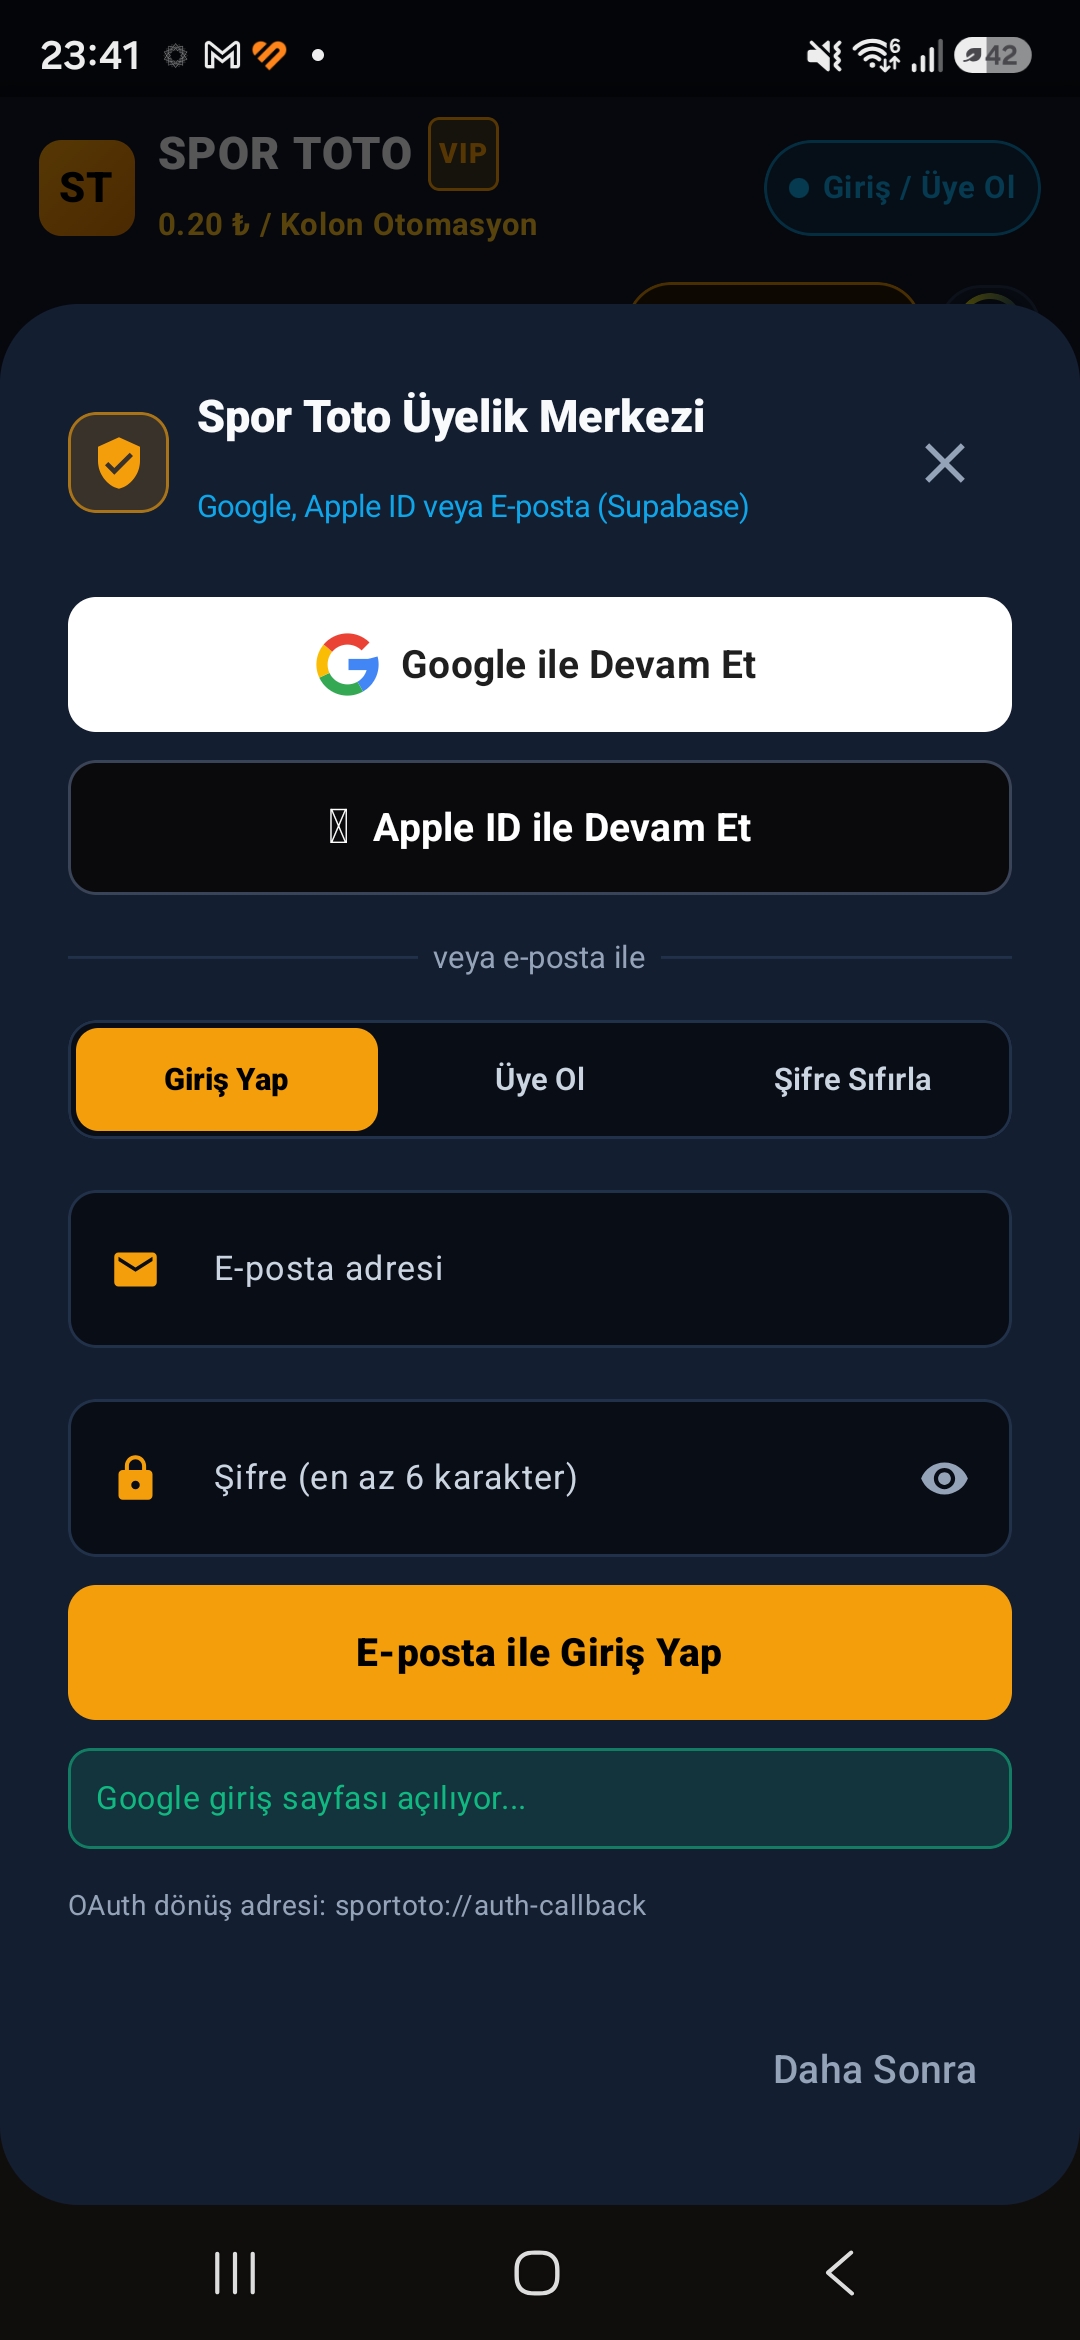 23:41
6
42
ST
SPOR TOTO VIP
0.20 ₺ / Kolon Otomasyon
Giriş / Üye Ol
Spor Toto Üyelik Merkezi
Google, Apple ID veya E-posta (Supabase)
Google ile Devam Et
Apple ID ile Devam Et
veya e-posta ile
Giriş Yap
Üye Ol
Şifre Sıfırla
E-posta adresi
Şifre (en az 6 karakter)
E-posta ile Giriş Yap
Google giriş sayfası açılıyor...
OAuth dönüş adresi: sportoto://auth-callback
Daha Sonra